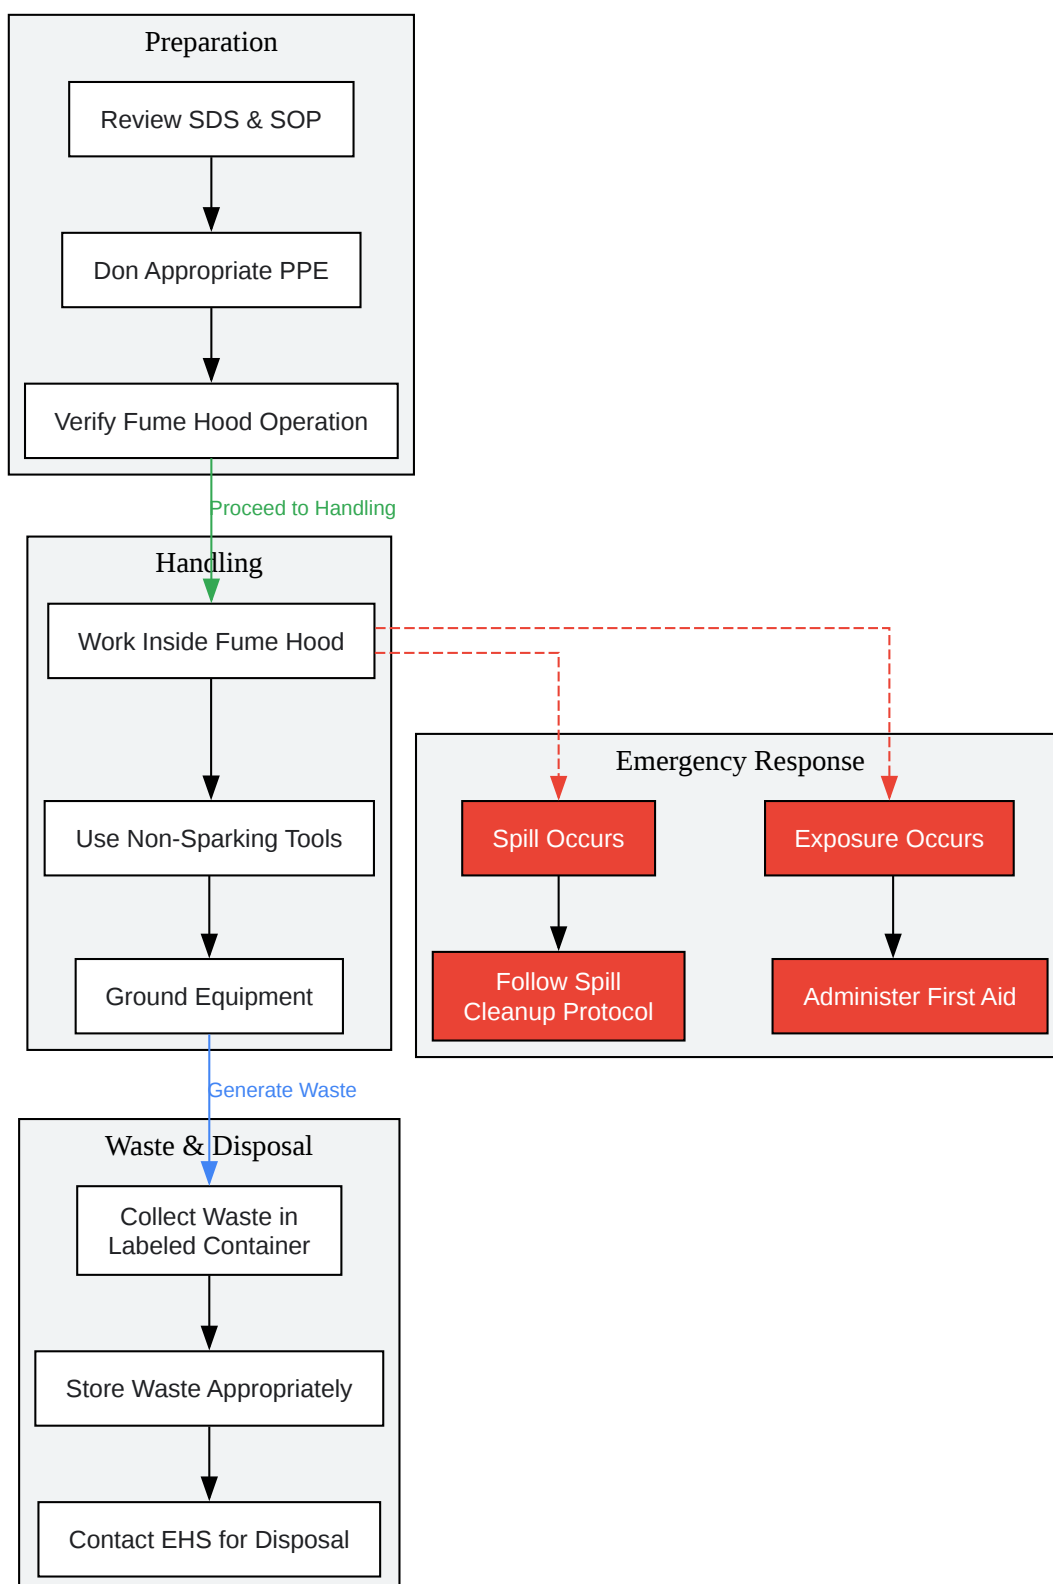 Preparation
Review SDS & SOP
Don Appropriate PPE
Verify Fume Hood Operation
Proceed to Handling
Handling
Work Inside Fume Hood
Use Non-Sparking Tools
Ground Equipment
Emergency Response
Spill Occurs
Exposure Occurs
Follow Spill
Cleanup Protocol
Administer First Aid
Generate Waste
Waste & Disposal
Collect Waste in
Labeled Container
Store Waste Appropriately
Contact EHS for Disposal